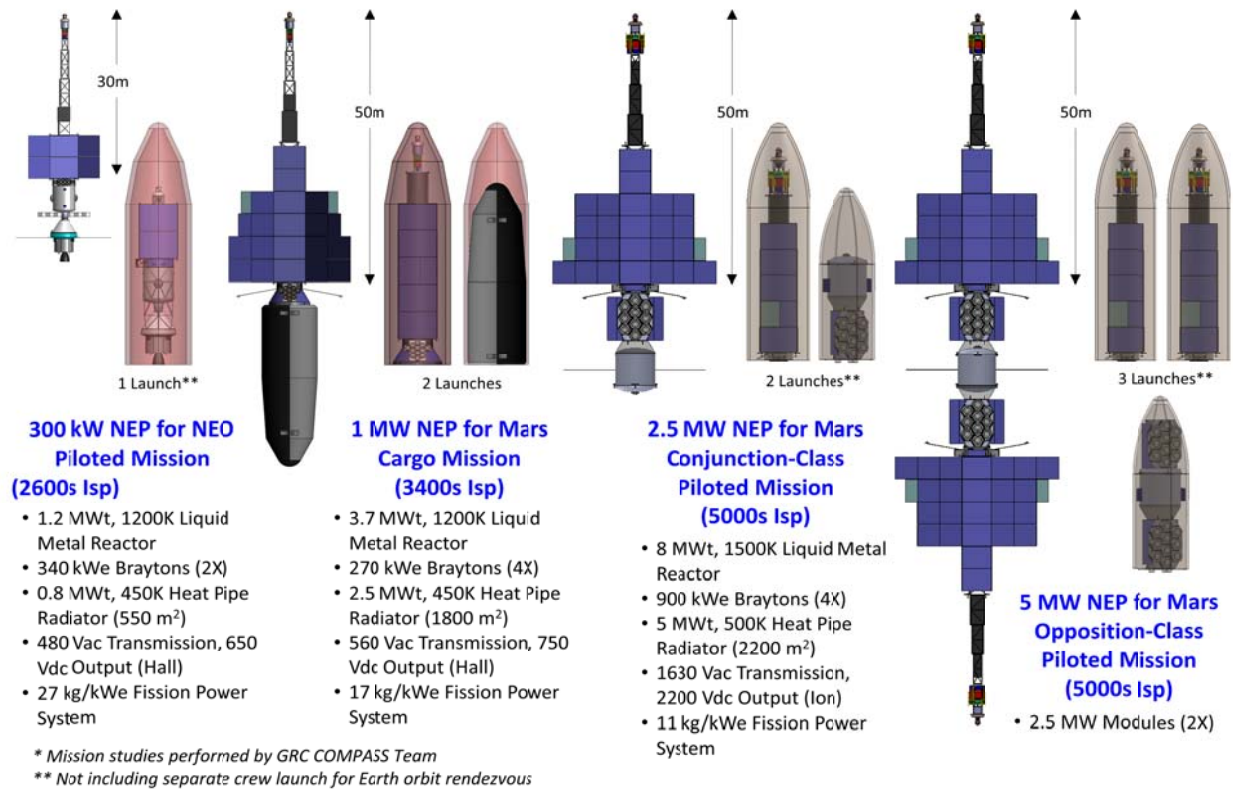 30m
50m
50m
50m
1 Launch**
2 Launches
2 Launches**
3 Launches**
300 kW NEP for NEO
Piloted Mission
(2600s Isp)
• 1.2 MWt, 1200K Liquid
Metal Reactor
• 340 kWe Braytons (2X)
• 0.8 MWt, 450K Heat Pipe
Radiator (550 m²)
• 480 Vac Transmission, 650
Vdc Output (Hall)
• 27 kg/kWe Fission Power
System
1 MW NEP for Mars
Cargo Mission
(3400s Isp)
• 3.7 MWt, 1200K Liquid
Metal Reactor
• 270 kWe Braytons (4X)
• 2.5 MWt, 450K Heat Pipe
Radiator (1800 m²)
• 560 Vac Transmission, 750
Vdc Output (Hall)
• 17 kg/kWe Fission Power
System
2.5 MW NEP for Mars
Conjunction-Class
Piloted Mission
(5000s Isp)
• 8 MWt, 1500K Liquid Metal
Reactor
• 900 kWe Braytons (4X)
• 5 MWt, 500K Heat Pipe
Radiator (2200 m²)
• 1630 Vac Transmission,
2200 Vdc Output (Ion)
• 11 kg/kWe Fission Power
System
5 MW NEP for Mars
Opposition-Class
Piloted Mission
(5000s Isp)
• 2.5 MW Modules (2X)
* Mission studies performed by GRC COMPASS Team
** Not including separate crew launch for Earth orbit rendezvous